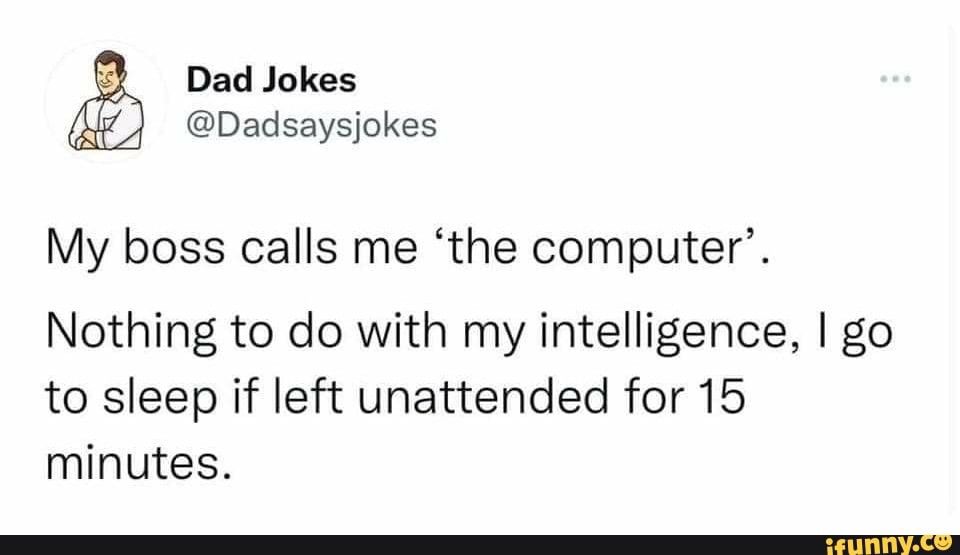 Dad Jokes
@Dadsaysjokes
My boss calls me ‘the computer’.
Nothing to do with my intelligence, I go
to sleep if left unattended for 15
minutes.
ifunny.co